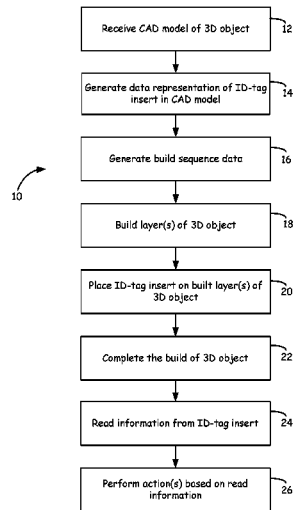 Receive CAD model of 3D object
12
Generate data representation of ID-tag
insert in CAD model
14
Generate build sequence data
16
10
Build layer(s) of 3D object
18
Place ID-tag insert on built layer(s) of
3D object
20
Complete the build of 3D object
22
Read information from ID-tag insert
24
Perform action(s) based on read
information
26